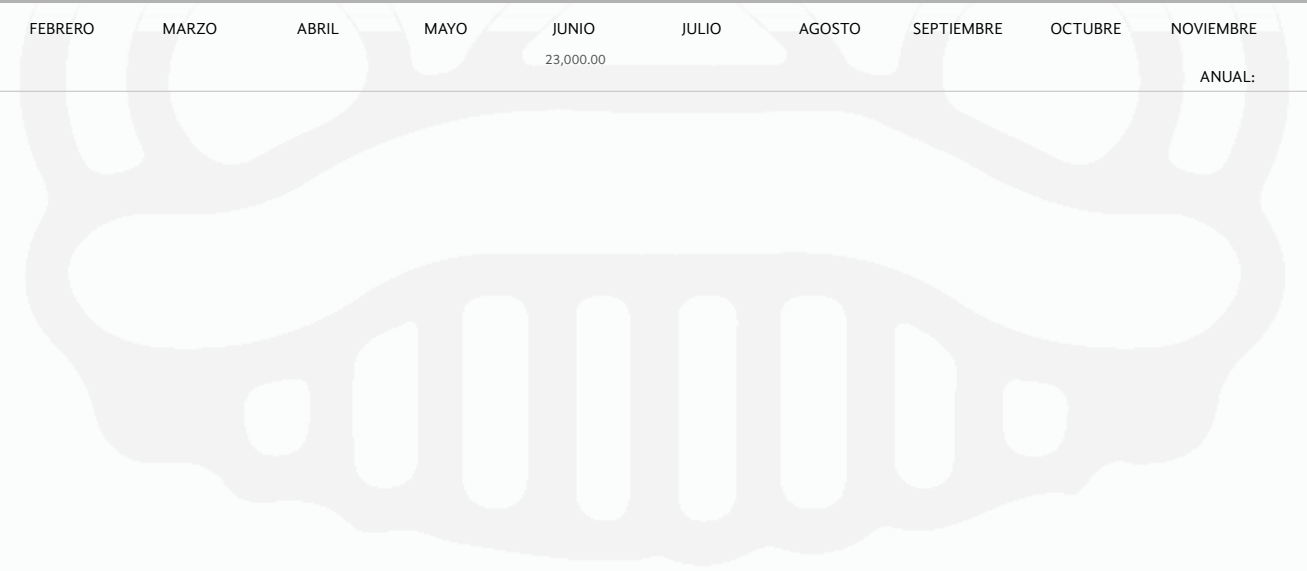 FEBRERO MARZO ABRIL MAYO JUNIO JULIO AGOSTO SEPTIEMBRE OCTUBRE NOVIEMBRE
23,000.00
ANUAL: